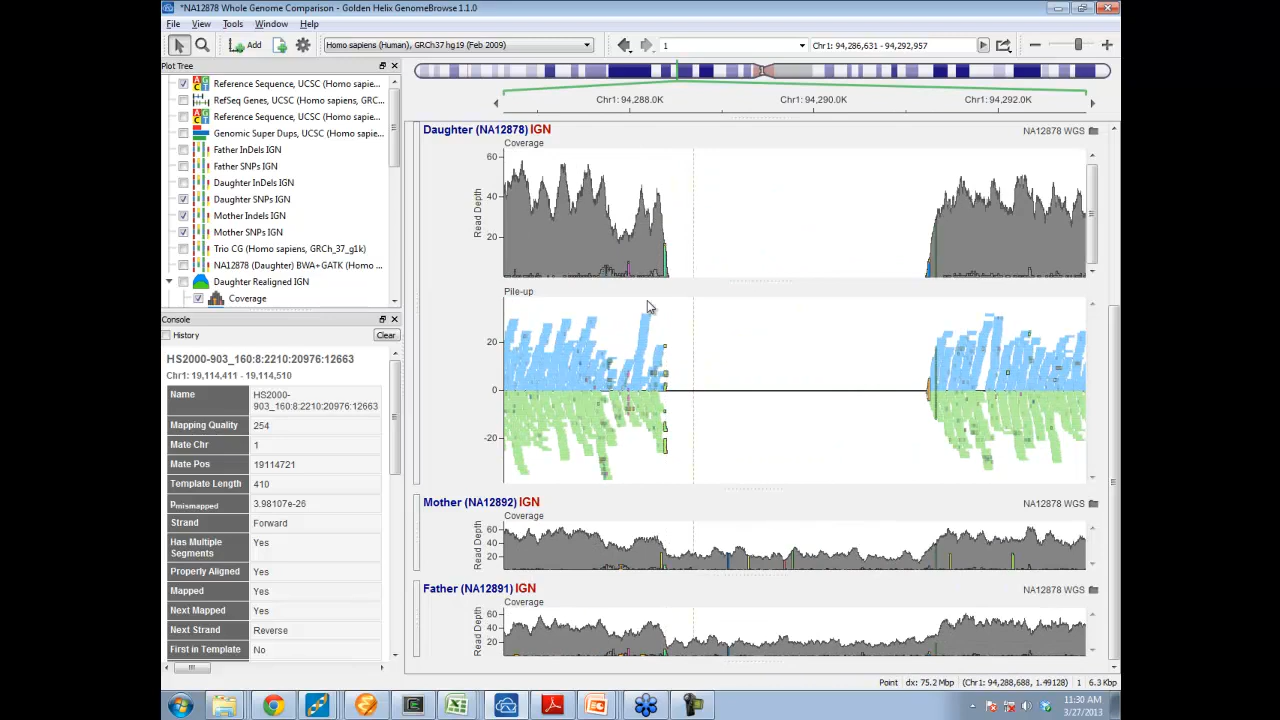 *NA12878 Whole Genome Comparison - Golden Helix GenomeBrowse 1.1.0
File View Tools Window Help
Add
Homo sapiens (Human), GRCh37 hg19 (Feb 2009)
1
Chr1: 94,286,631 - 94,292,957
Plot Tree
Reference Sequence, UCSC (Homo sapie...
RefSeq Genes, UCSC (Homo sapiens, GRC...
Reference Sequence, UCSC (Homo sapie...
Genomic Super Dups, UCSC (Homo sapiens,...
Father InDels IGN
Father SNPs IGN
Daughter InDels IGN
Daughter SNPs IGN
Mother Indels IGN
Mother SNPs IGN
Trio CG (Homo sapiens, GRCh_37_g1k)
NA12878 (Daughter) BWA+GATK (Homo ...
Daughter Realigned IGN
Coverage
Console
History
Clear
HS2000-903_160:8:2210:20976:12663
Chr1: 19,114,411 - 19,114,510
Name HS2000-
903_160:8:2210:20976:12663
Mapping Quality 254
Mate Chr 1
Mate Pos 19114721
Template Length 410
pmismapped 3.98107e-26
Strand Forward
Has Multiple
Segments Yes
Properly Aligned Yes
Mapped Yes
Next Mapped Yes
Next Strand Reverse
First in Template No
1
Chr1: 94,288.0K Chr1: 94,290.0K Chr1: 94,292.0K
Daughter (NA12878) IGN NA12878 WGS
Coverage
60
40
20
Read Depth
Pile-up
20
0
-20
Mother (NA12892) IGN NA12878 WGS
Coverage
60
40
20
Read Depth
Father (NA12891) IGN NA12878 WGS
Coverage
60
40
20
Read Depth
Point dx: 75.2 Mbp (Chr1: 94,288,688, 1.49128) 1 6.3 Kbp
11:30 AM
3/27/2013